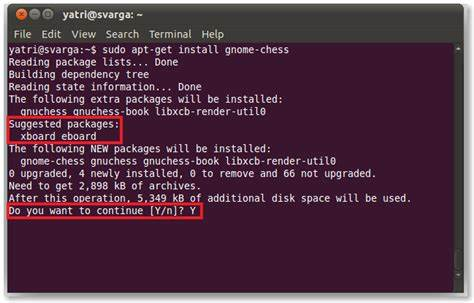 yatri@svarga: ~
File Edit View Search Terminal Help
yatri@svarga:~$ sudo apt-get install gnome-chess
Reading package lists... Done
Building dependency tree
Reading state information... Done
The following extra packages will be installed:
gnuchess gnuchess-book libxcb-render-util0
Suggested packages:
xboard eboard
The following NEW packages will be installed:
gnome-chess gnuchess gnuchess-book libxcb-render-util0
0 upgraded, 4 newly installed, 0 to remove and 66 not upgraded.
Need to get 2,898 kB of archives.
After this operation, 5,349 kB of additional disk space will be used.
Do you want to continue [Y/n]? Y